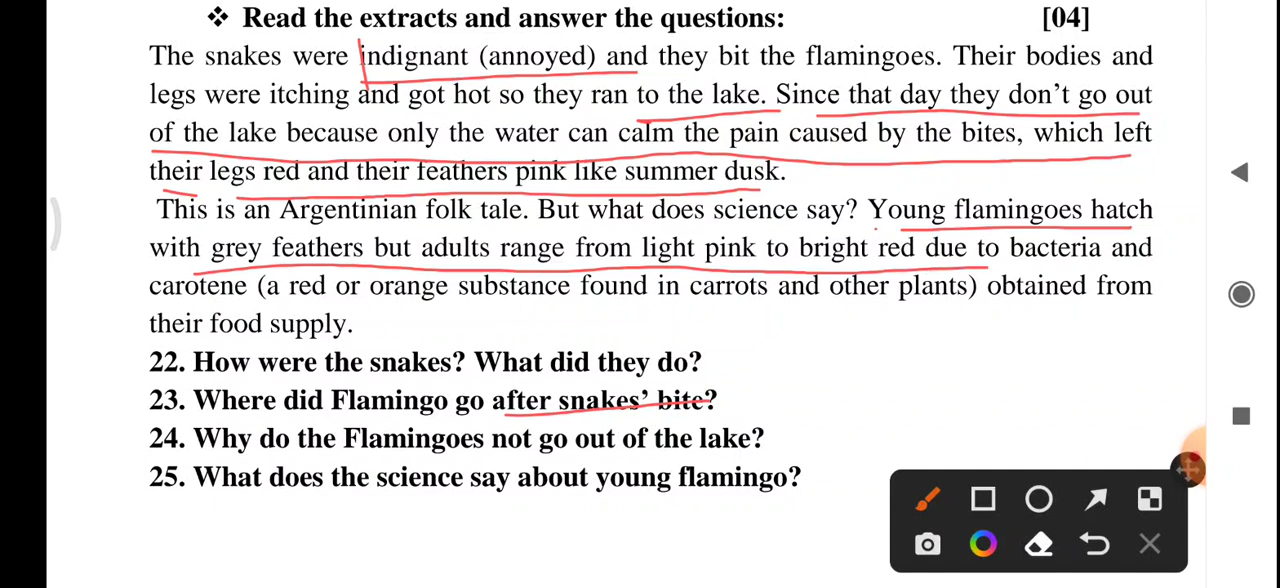 ❖ Read the extracts and answer the questions: [04]
The snakes were indignant (annoyed) and they bit the flamingoes. Their bodies and
legs were itching and got hot so they ran to the lake. Since that day they don't go out
of the lake because only the water can calm the pain caused by the bites, which left
their legs red and their feathers pink like summer dusk.
This is an Argentinian folk tale. But what does science say? Young flamingoes hatch
with grey feathers but adults range from light pink to bright red due to bacteria and
carotene (a red or orange substance found in carrots and other plants) obtained from
their food supply.
22. How were the snakes? What did they do?
23. Where did Flamingo go after snakes' bite?
24. Why do the Flamingoes not go out of the lake?
25. What does the science say about young flamingo?